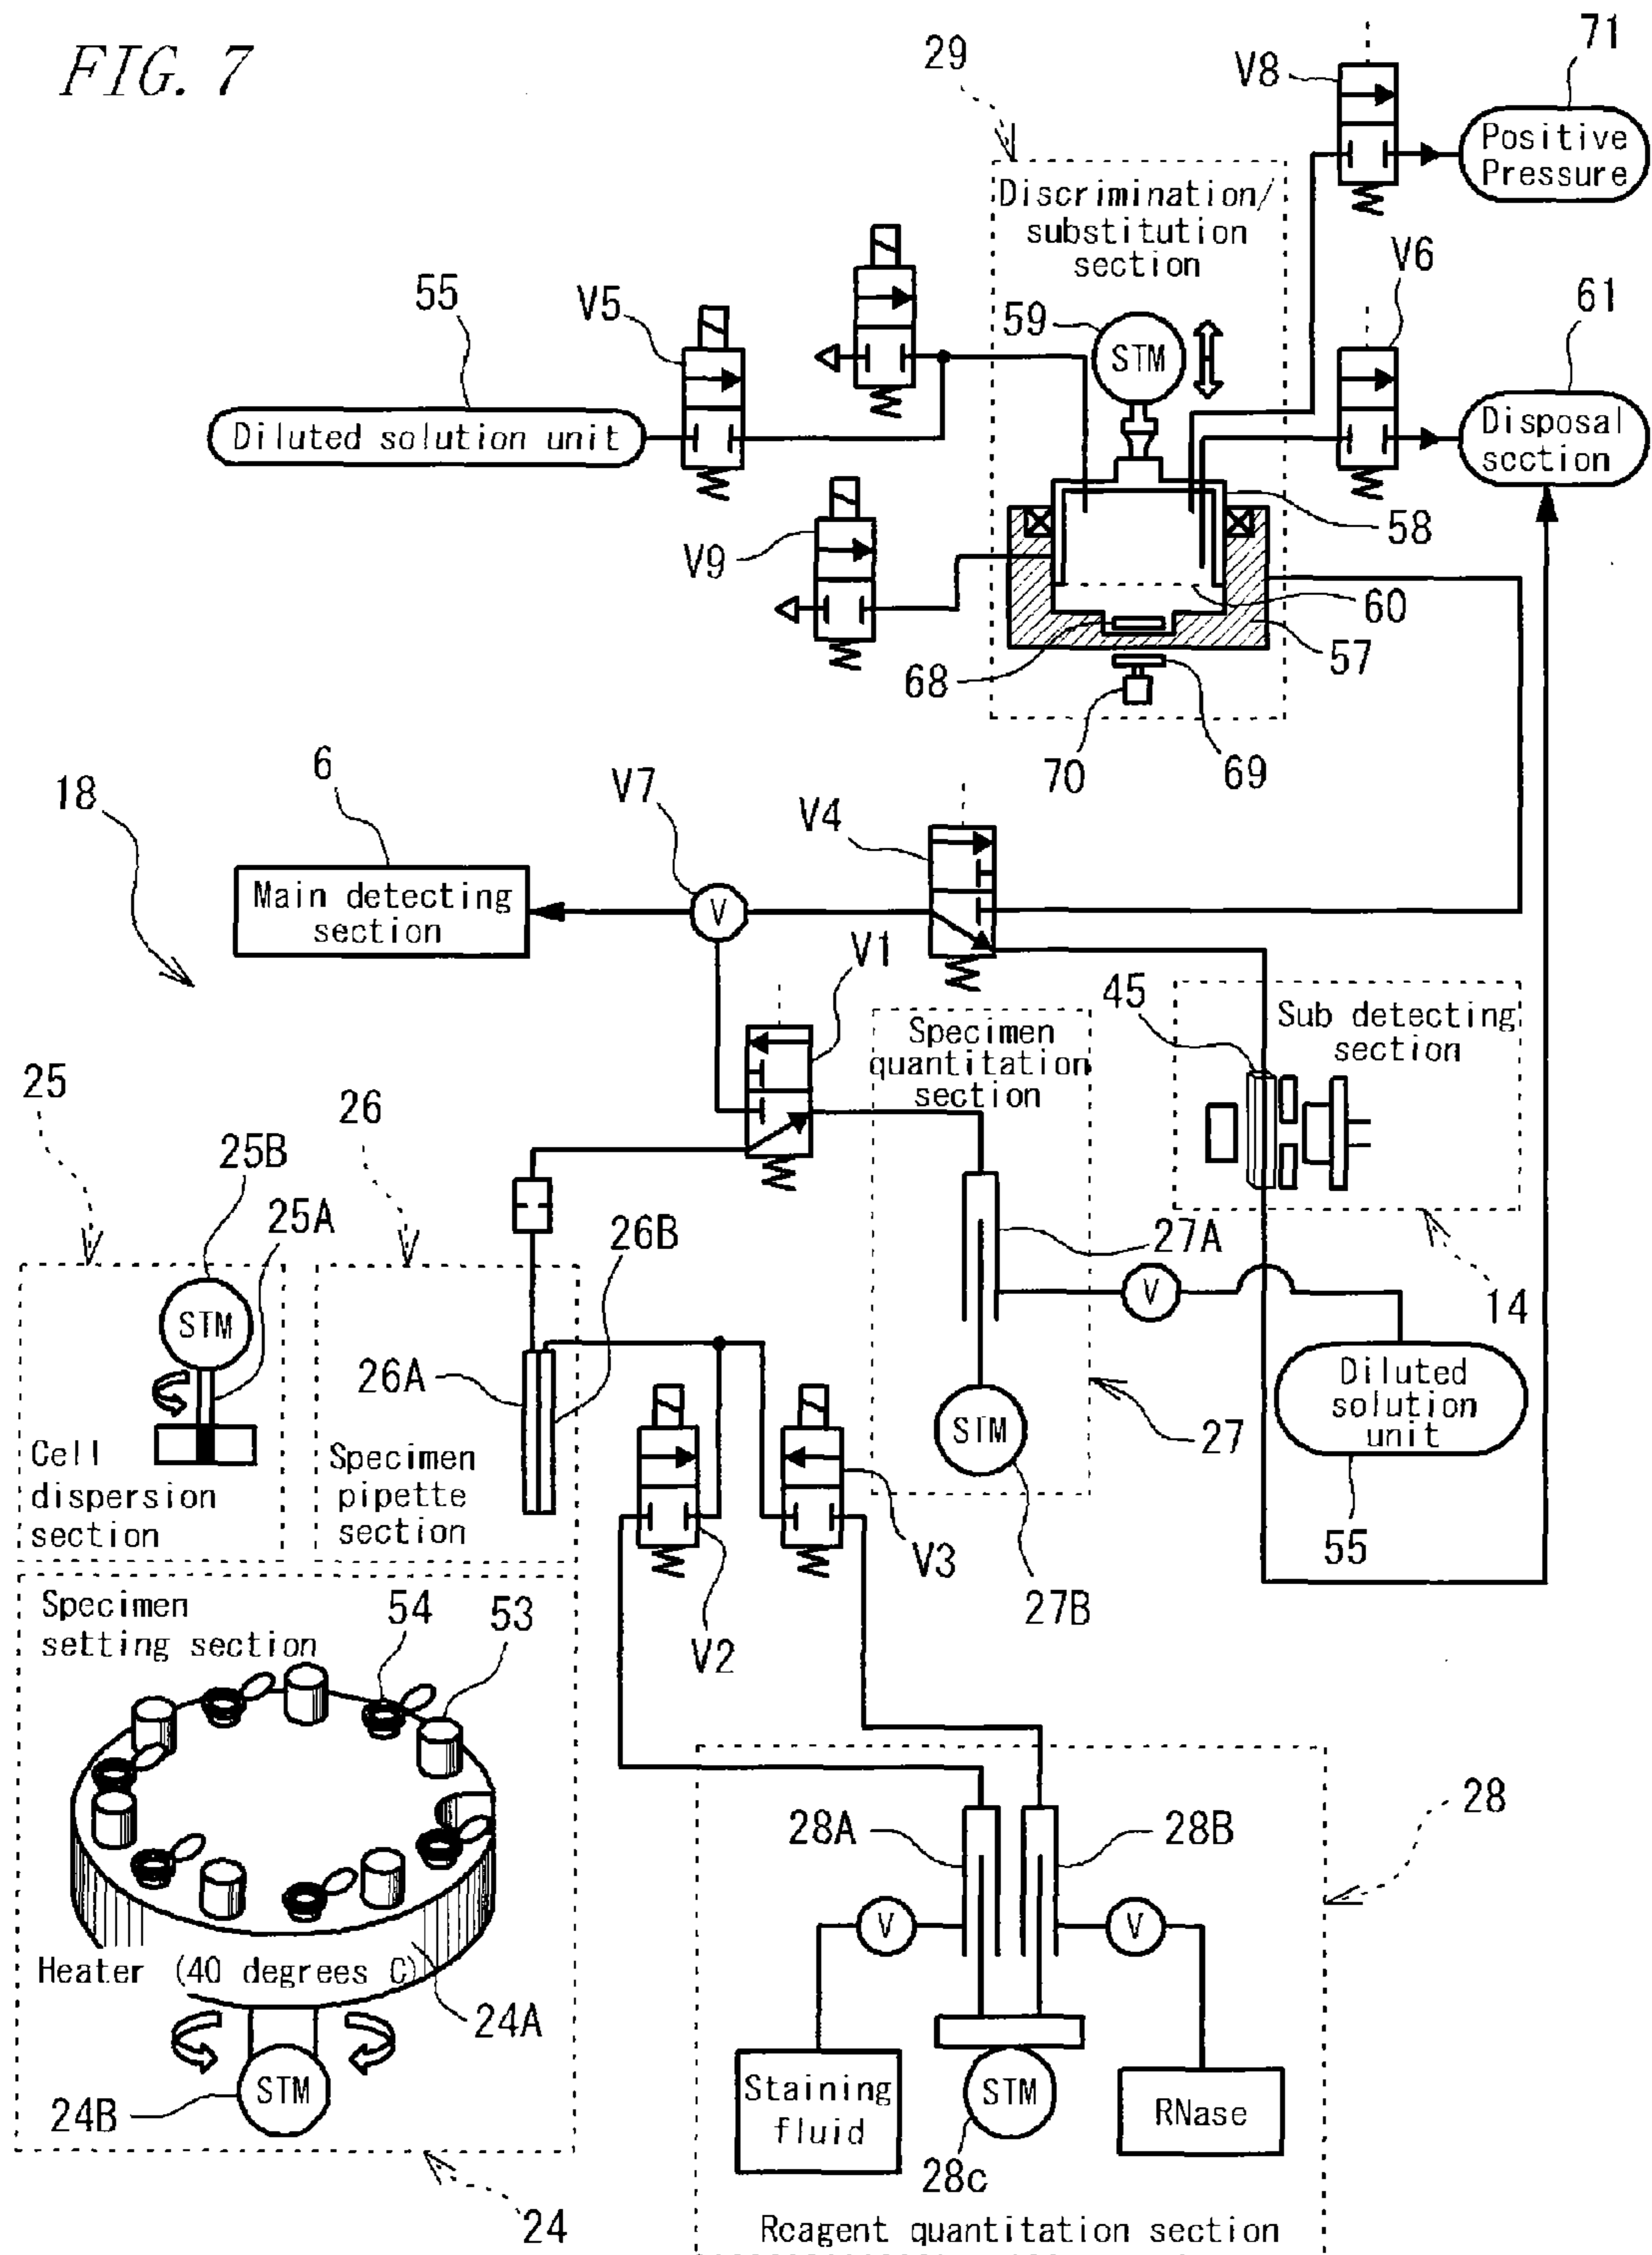 FIG. 7
29
V8
71
Positive
Pressure
Discrimination/
substitution
section
V6
61
55
V5
59
STM
Diluted solution unit
Disposal
section
58
V9
60
57
68
69
70
6
18
V7
V4
Main detecting
section
V
V1
45
Sub detecting
section
Specimen
quantitation
section
25
26
25B
25A
26B
27A
V
14
STM
26A
Diluted
solution
unit
27
STM
Cell
dispersion
section
Specimen
pipette
section
V3
55
27B
V2
Specimen
setting section
54
53
28
28A
28B
V
V
Heater (40 degrees C)
24A
STM
24B
Staining
fluid
STM
RNase
28c
24
Reagent quantitation section